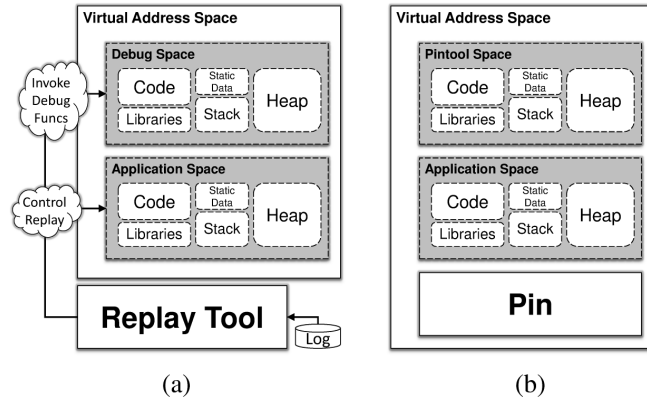 Virtual Address Space
Debug Space
Code
Static
Data
Heap
Libraries
Stack
Application Space
Code
Static
Data
Heap
Libraries
Stack
Invoke
Debug
Funcs
Control
Replay
Replay Tool
Log
(a)
Virtual Address Space
Pintool Space
Code
Static
Data
Heap
Libraries
Stack
Application Space
Code
Static
Data
Heap
Libraries
Stack
Pin
(b)